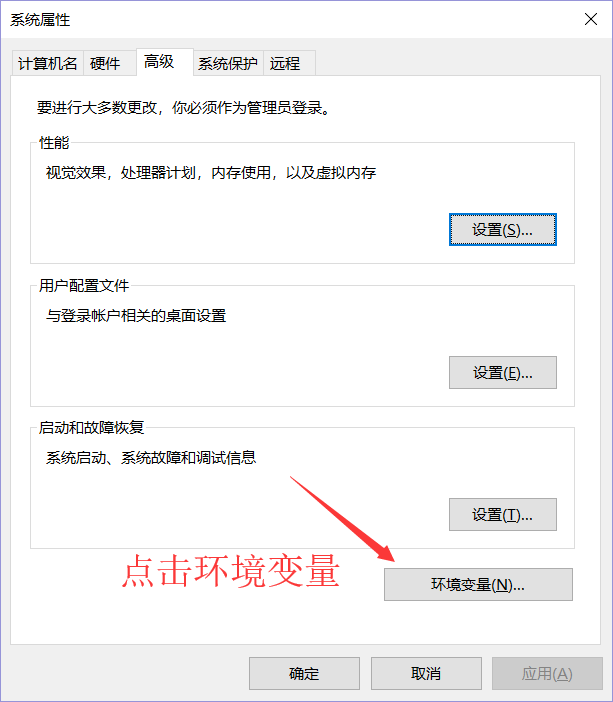 系统属性
计算机名 硬件 高级 系统保护 远程
要进行大多数更改，你必须作为管理员登录。
性能
视觉效果，处理器计划，内存使用，以及虚拟内存
设置(S)...
用户配置文件
与登录帐户相关的桌面设置
设置(E)...
启动和故障恢复
系统启动、系统故障和调试信息
设置(T)...
点击环境变量
环境变量(N)...
确定 取消 应用(A)